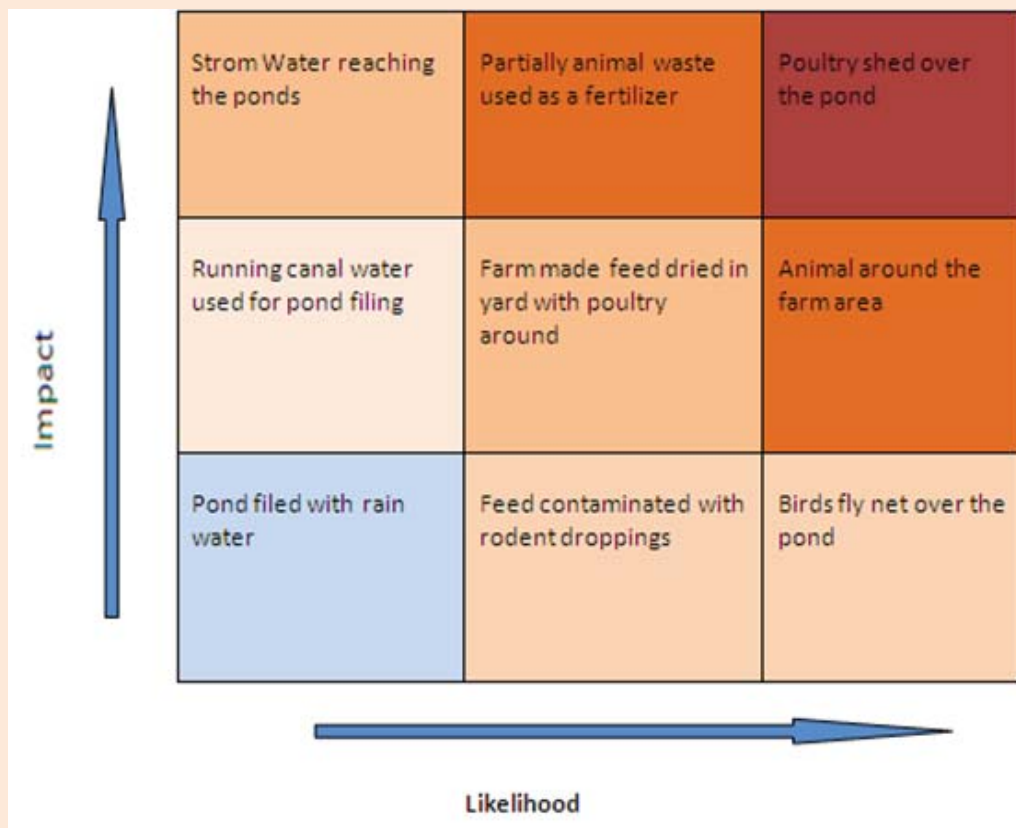 Strom Water reaching
the ponds
Partially animal waste
used as a fertilizer
Poultry shed over
the pond
Running canal water
used for pond filing
Farm made feed dried in
yard with poultry
around
Animal around the
farm area
Pond filed with rain
water
Feed contaminated with
rodent droppings
Birds fly net over the
pond
Impact
Likelihood